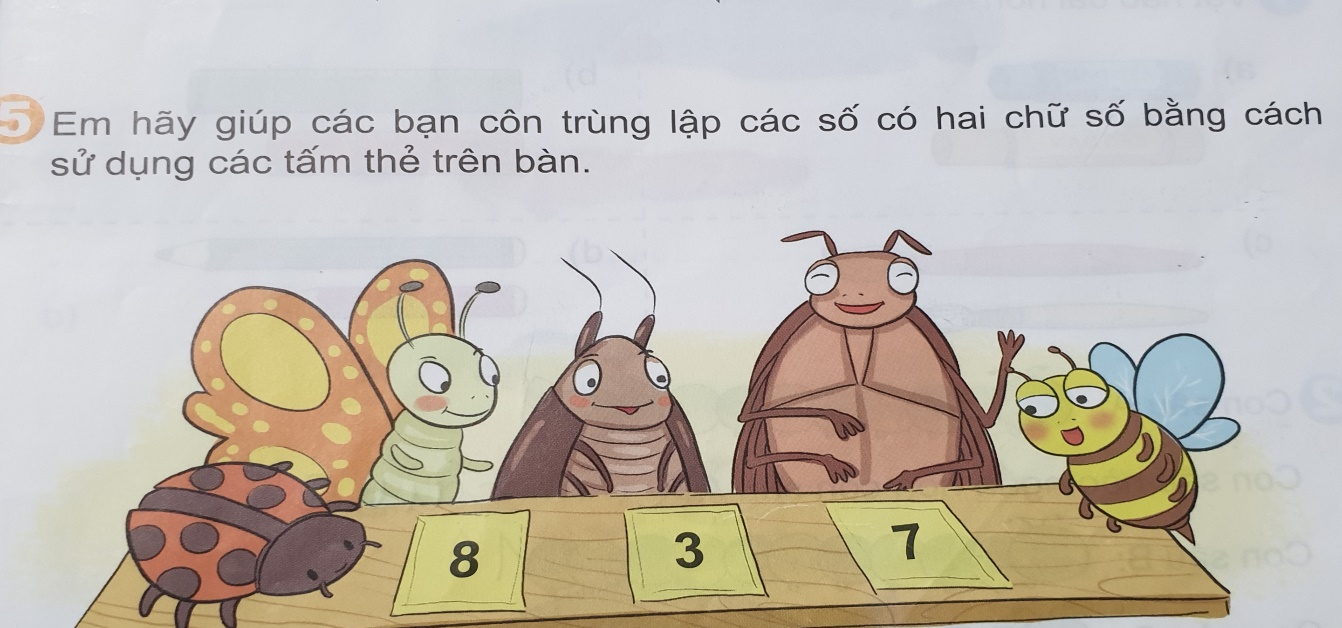 5 Em hãy giúp các bạn côn trùng lập các số có hai chữ số bằng cách
sử dụng các tấm thẻ trên bàn.
8 3 7